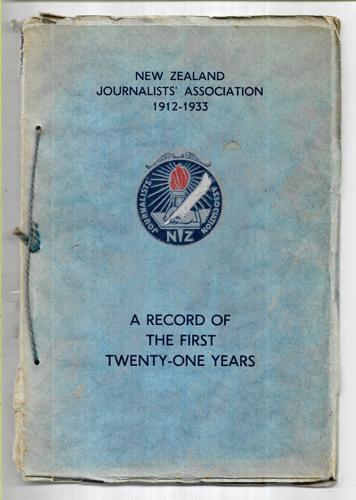 NEW ZEALAND
JOURNALISTS' ASSOCIATION
1912-1933
JOURNALISTS ASSOCIATION
NZ
A RECORD OF
THE FIRST
TWENTY-ONE YEARS